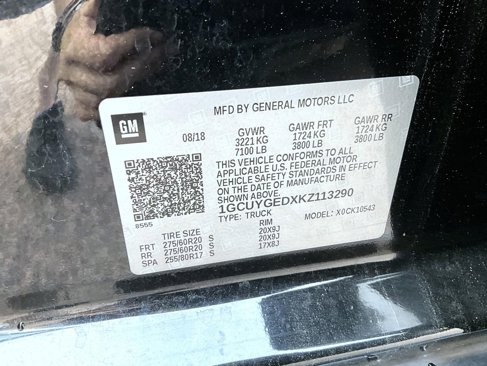 MFD BY GENERAL MOTORS LLC
GM
08/18 GVWR GAWR FRT GAWR RR
3221 KG 1724 KG 1724 KG
7100 LB 3800 LB 3800 LB
THIS VEHICLE CONFORMS TO ALL
APPLICABLE U.S. FEDERAL MOTOR
VEHICLE SAFETY STANDARDS IN EFFECT
ON THE DATE OF MANUFACTURE
SHOWN ABOVE.
1GCUYGEDXKZ113290
TYPE: TRUCK MODEL: X0CK10543
8555
TIRE SIZE RIM
FRT 275/60R20 S 20X9J
RR 275/60R20 S 20X9J
SPA 255/80R17 S 17X8J